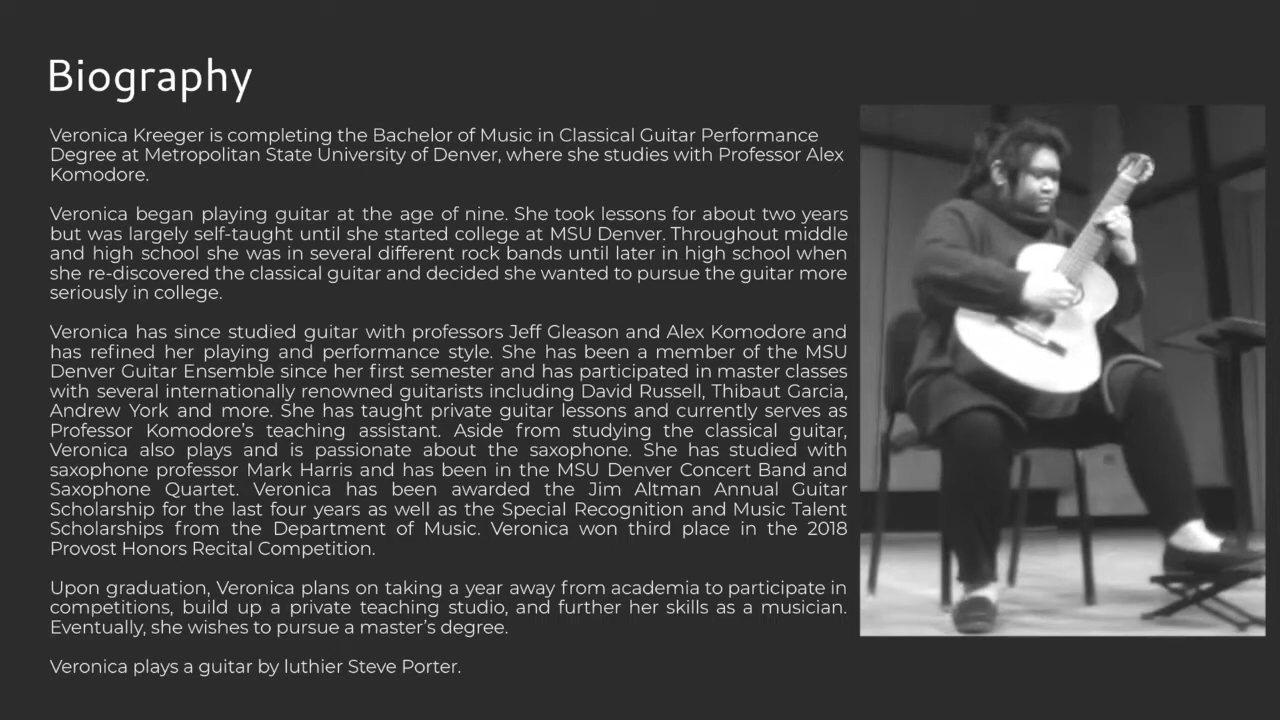 Biography
Veronica Kreeger is completing the Bachelor of Music in Classical Guitar Performance
Degree at Metropolitan State University of Denver, where she studies with Professor Alex
Komodore.
Veronica began playing guitar at the age of nine. She took lessons for about two years
but was largely self-taught until she started college at MSU Denver. Throughout middle
and high school she was in several different rock bands until later in high school when
she re-discovered the classical guitar and decided she wanted to pursue the guitar more
seriously in college.
Veronica has since studied guitar with professors Jeff Gleason and Alex Komodore and
has refined her playing and performance style. She has been a member of the MSU
Denver Guitar Ensemble since her first semester and has participated in master classes
with several internationally renowned guitarists including David Russell, Thibaut Garcia,
Andrew York and more. She has taught private guitar lessons and currently serves as
Professor Komodore’s teaching assistant. Aside from studying the classical guitar,
Veronica also plays and is passionate about the saxophone. She has studied with
saxophone professor Mark Harris and has been in the MSU Denver Concert Band and
Saxophone Quartet. Veronica has been awarded the Jim Altman Annual Guitar
Scholarship for the last four years as well as the Special Recognition and Music Talent
Scholarships from the Department of Music. Veronica won third place in the 2018
Provost Honors Recital Competition.
Upon graduation, Veronica plans on taking a year away from academia to participate in
competitions, build up a private teaching studio, and further her skills as a musician.
Eventually, she wishes to pursue a master’s degree.
Veronica plays a guitar by luthier Steve Porter.